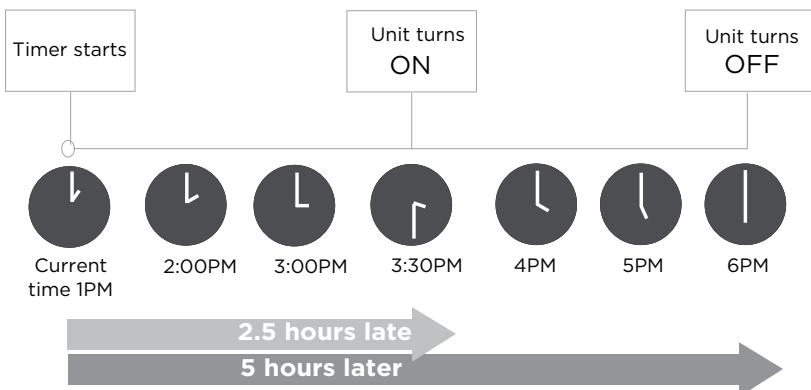 Timer starts
Unit turns
ON
Unit turns
OFF
Current
time 1PM
2:00PM
3:00PM
3:30PM
4PM
5PM
6PM
2.5 hours late
5 hours later